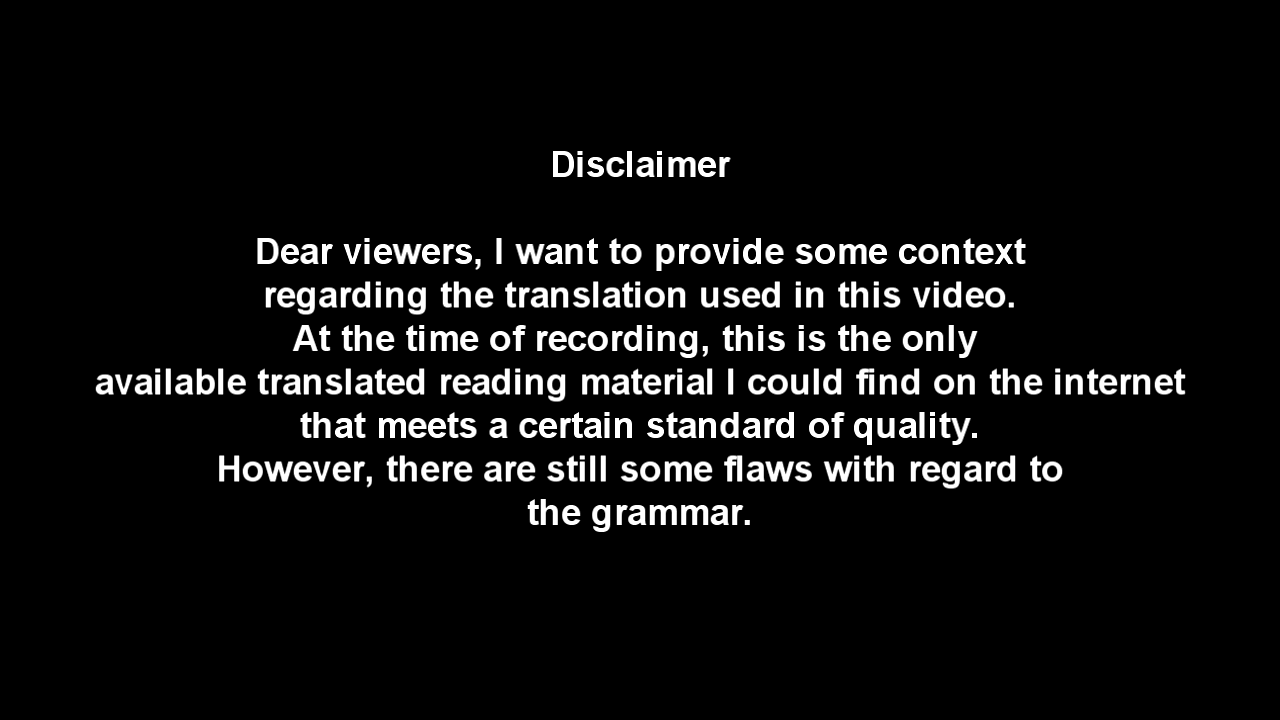 Disclaimer
Dear viewers, I want to provide some context
regarding the translation used in this video.
At the time of recording, this is the only
available translated reading material I could find on the internet
that meets a certain standard of quality.
However, there are still some flaws with regard to
the grammar.